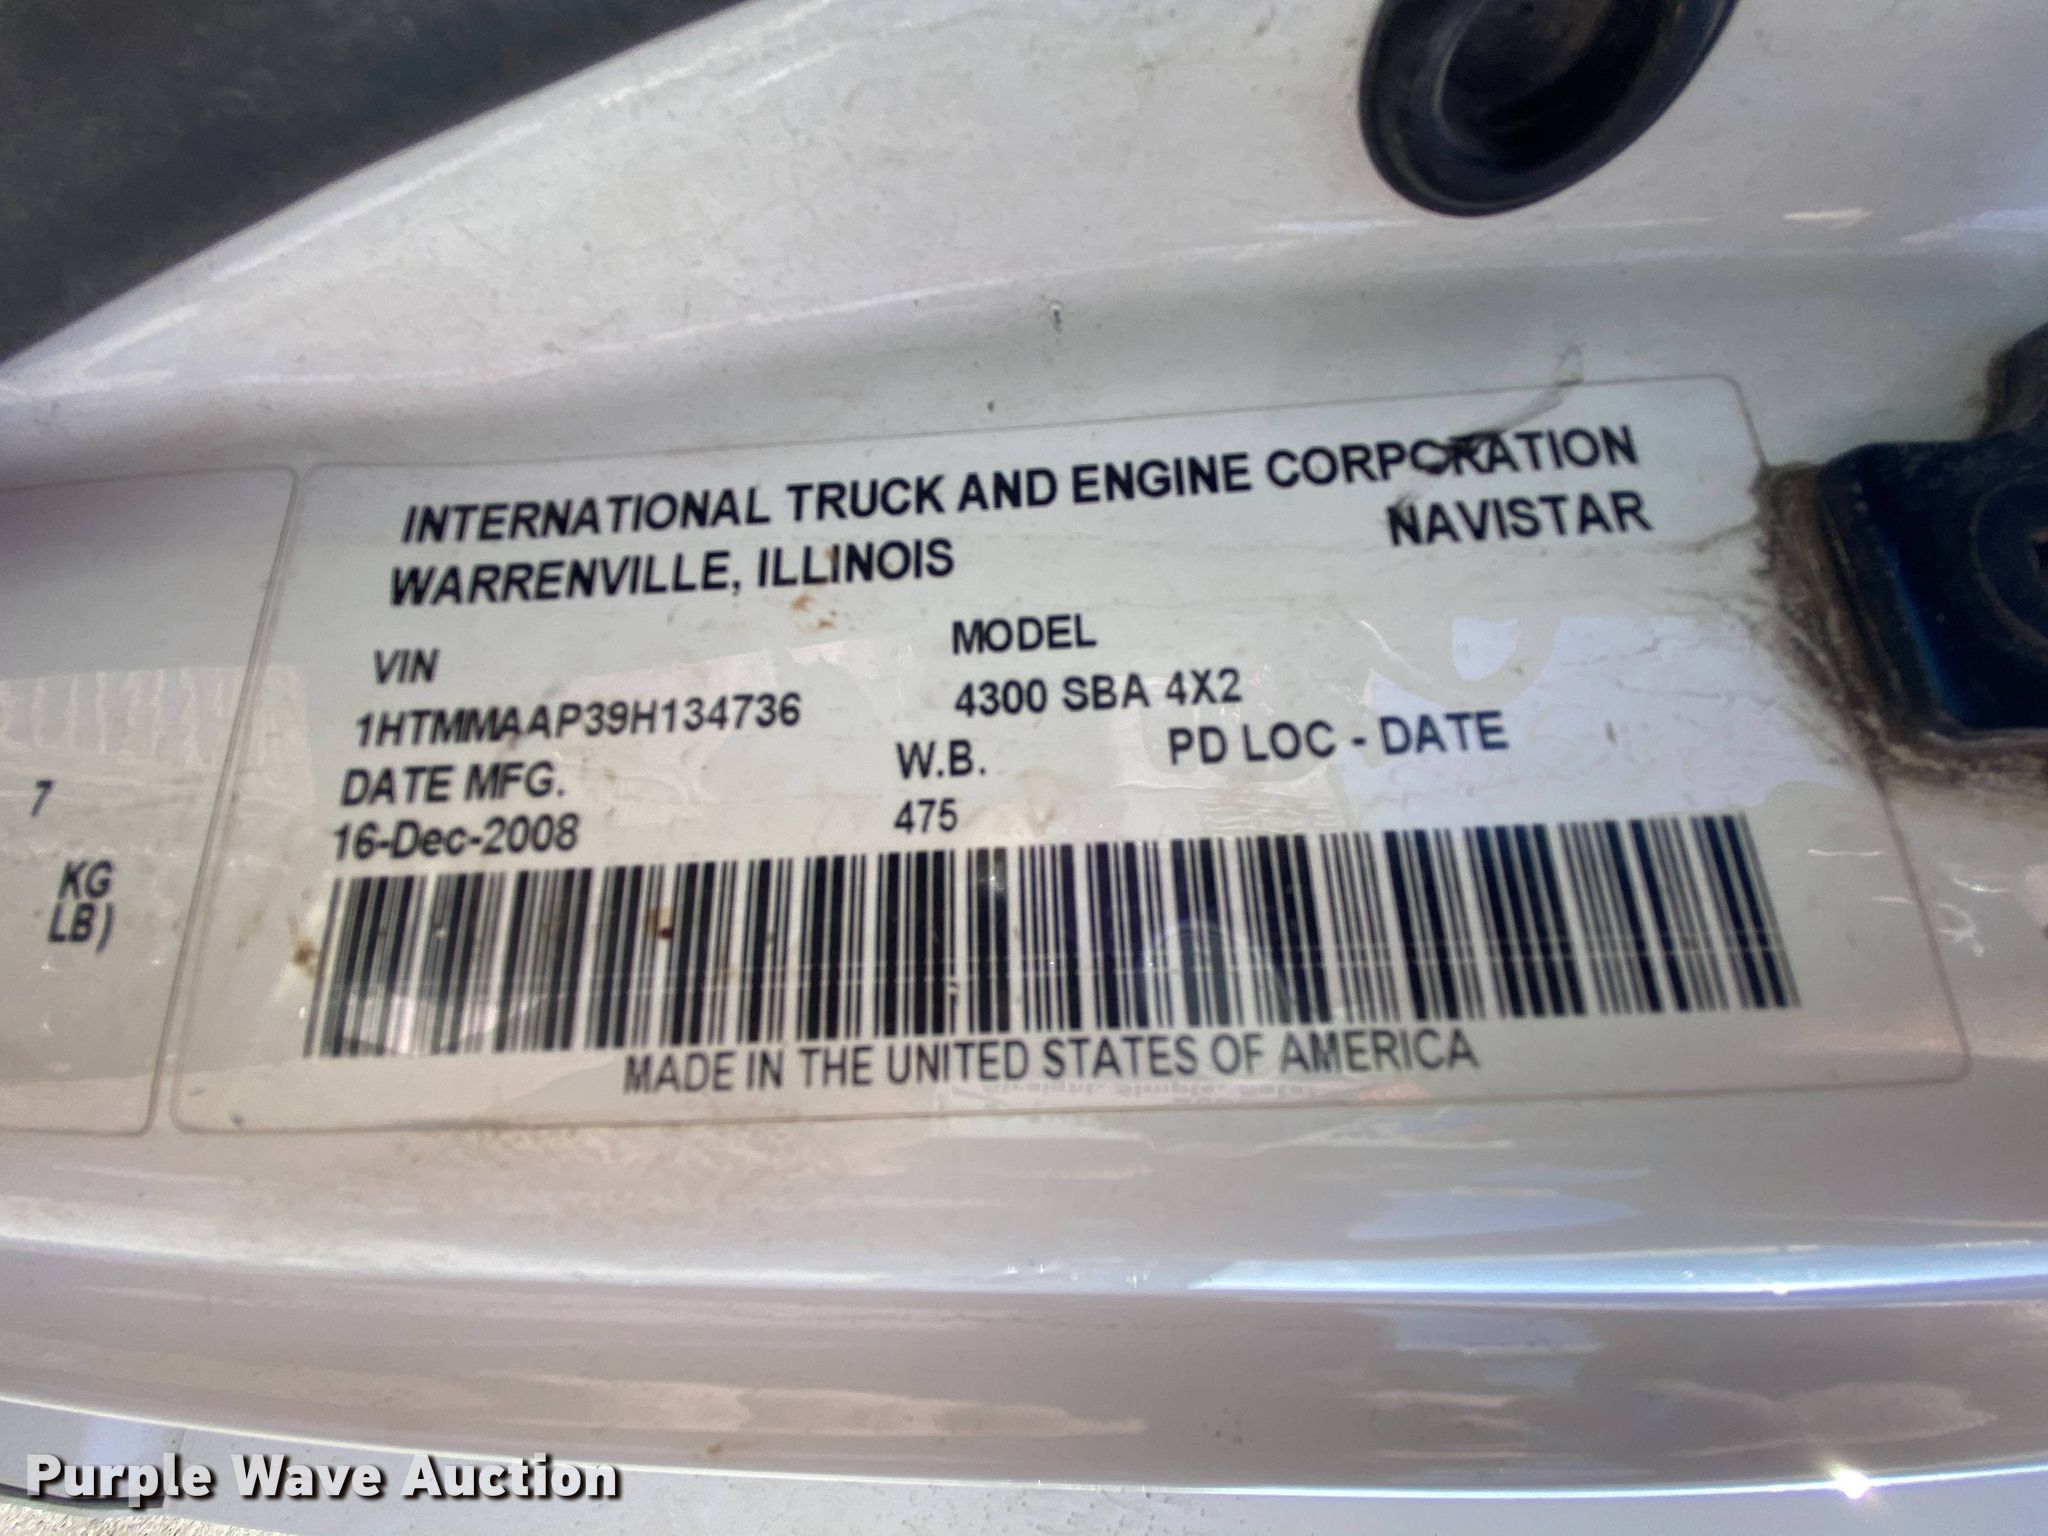 INTERNATIONAL TRUCK AND ENGINE CORPORATION
WARRENVILLE, ILLINOIS
NAVISTAR
VIN
MODEL
1HTMMAAP39H134736
4300 SBA 4X2
DATE MFG.
W.B.
PD LOC - DATE
16-Dec-2008
475
MADE IN THE UNITED STATES OF AMERICA
7
KG
LB)
Purple Wave Auction